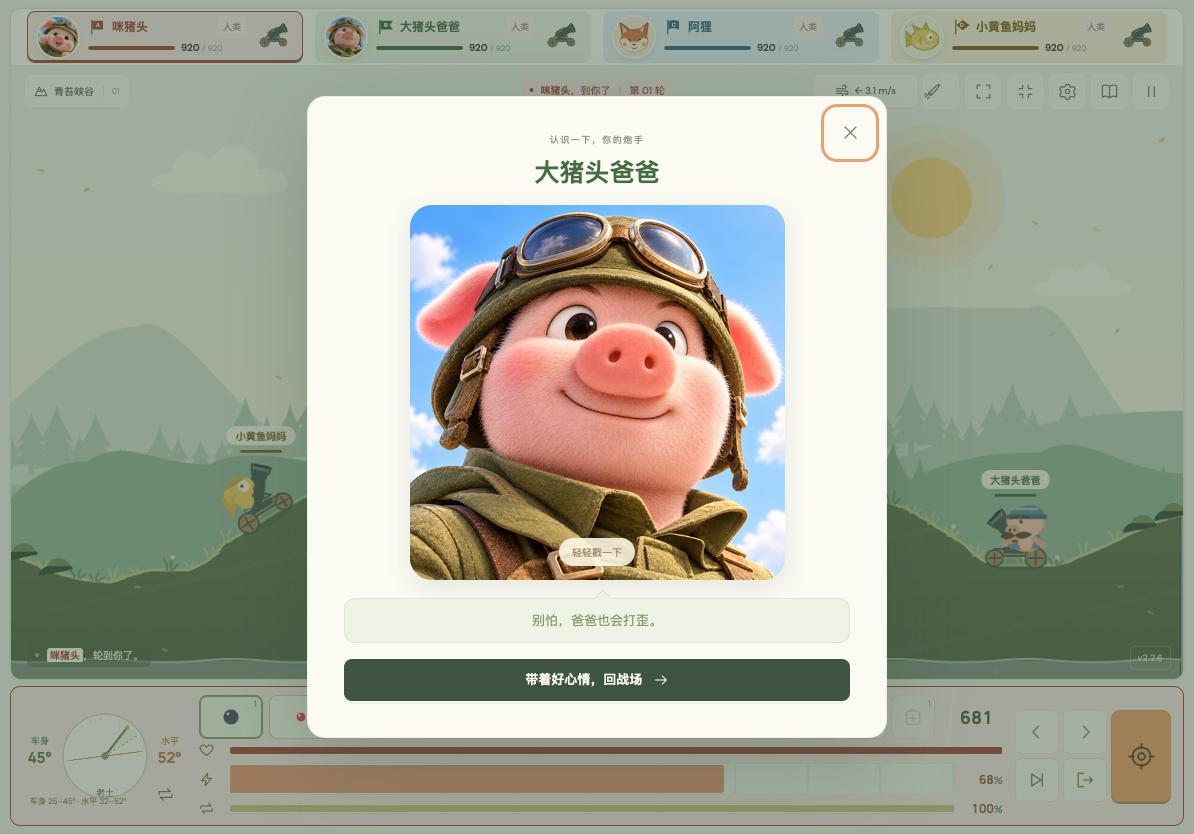 A 咪猪头 人类
920 / 920
大猪头爸爸 人类
920 / 920
阿狸 人类
920 / 920
小黄鱼妈妈 人类
920 / 920
青苔峡谷 01
咪猪头，到你了 第 01 轮
← 3.1 m/s
认识一下，你的炮手
大猪头爸爸
小黄鱼妈妈
大猪头爸爸
轻轻戳一下
别怕，爸爸也会打歪。
咪猪头，轮到你了。
v2.2.6
带着好心情，回战场 →
1
1
681
车身
45°
水平
52°
老土
车身 25–45° · 水平 32–52°
68%
100%